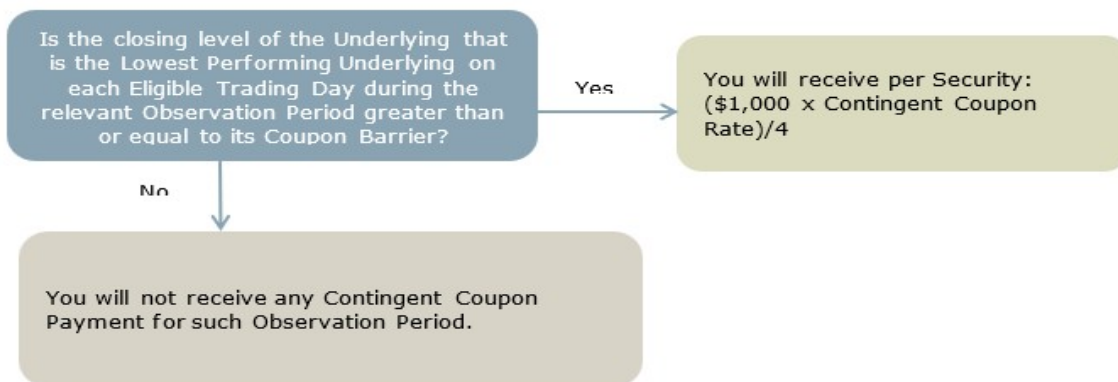 Is the closing level of the Underlying that
is the Lowest Performing Underlying on
each Eligible Trading Day during the
relevant Observation Period greater than
or equal to its Coupon Barrier?
Yes
You will receive per Security:
($1,000 x Contingent Coupon
Rate)/4
No
You will not receive any Contingent Coupon
Payment for such Observation Period.